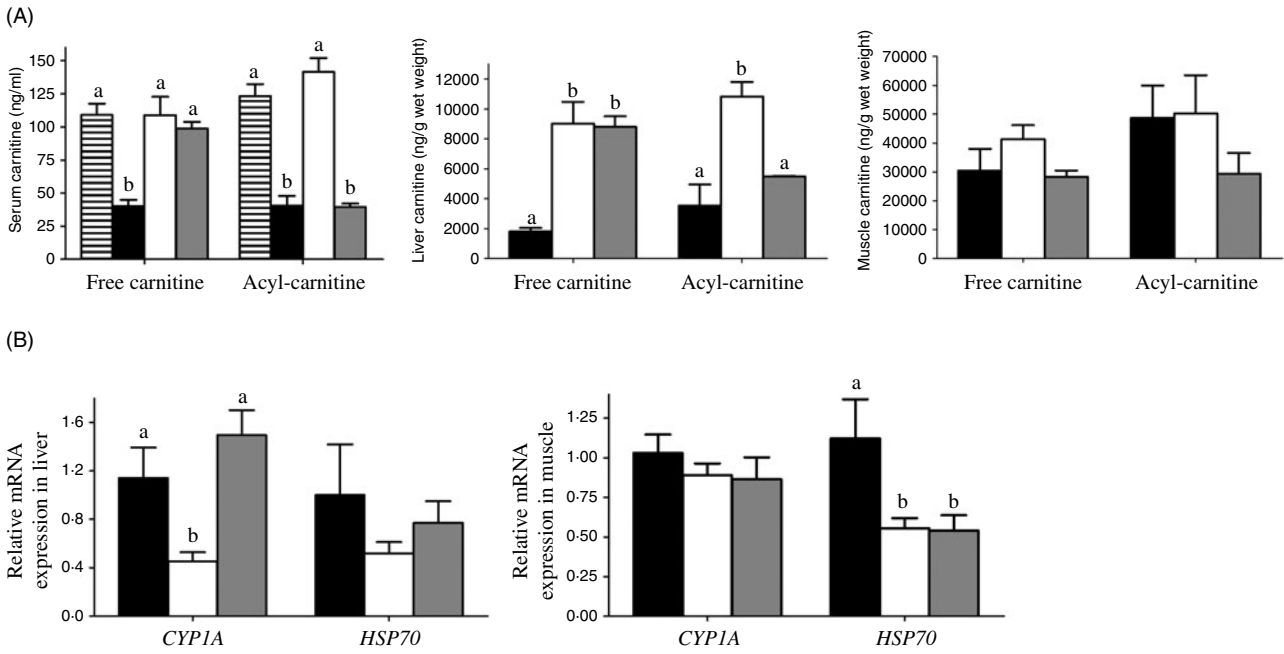 (A)
Serum carnitine (ng/ml)
150
125
100
75
50
25
0
a
b
a
a
a
b
a
b
Free carnitine
Acyl-carnitine
Liver carnitine (ng/g wet weight)
12000
10000
8000
6000
4000
2000
0
a
b
b
a
b
a
Free carnitine
Acyl-carnitine
Muscle carnitine (ng/g wet weight)
70000
60000
50000
40000
30000
20000
10000
0
Free carnitine
Acyl-carnitine
(B)
Relative mRNA
expression in liver
1·6
1·2
0·8
0·4
0·0
a
b
a
CYP1A
HSP70
Relative mRNA
expression in muscle
1·25
1·00
0·75
0·50
0·25
0·00
a
b
b
CYP1A
HSP70